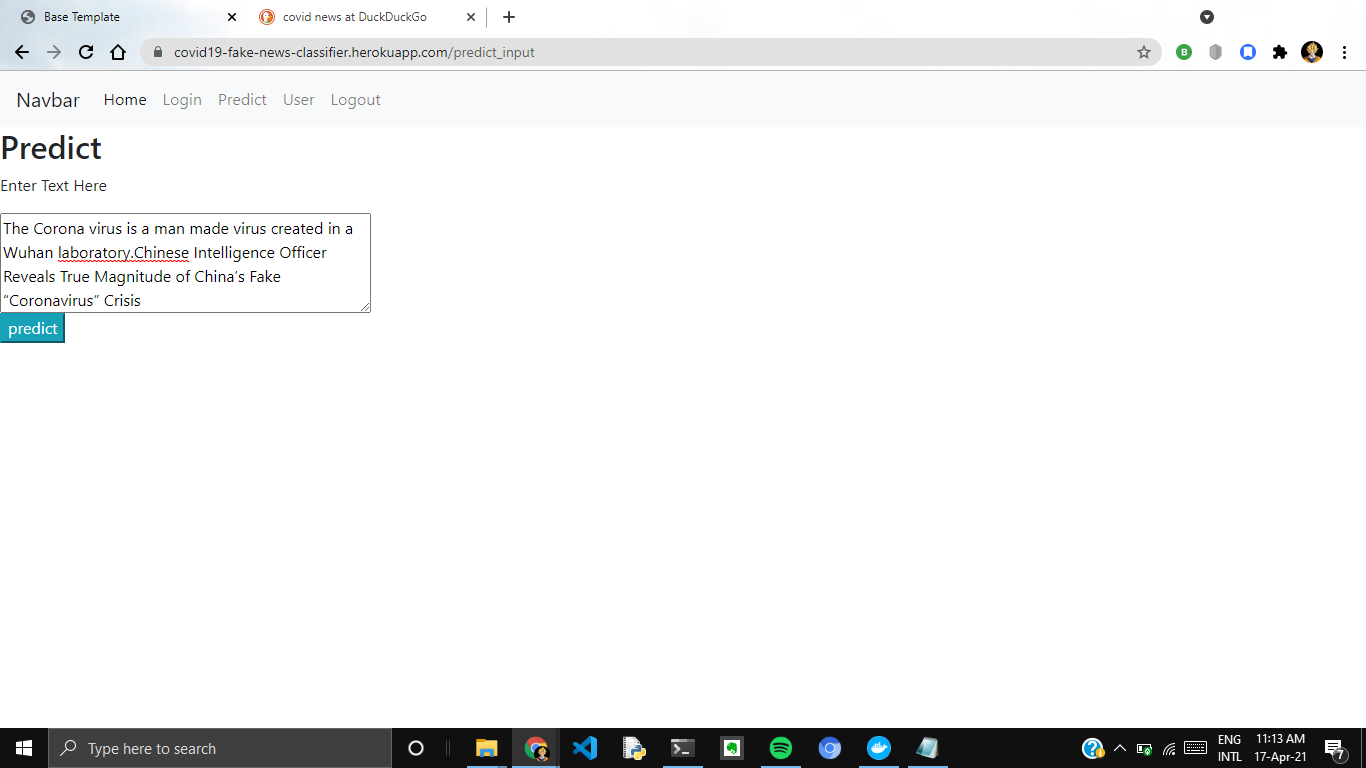 Base Template
covid news at DuckDuckGo
covid19-fake-news-classifier.herokuapp.com/predict_input
B
Navbar Home Login Predict User Logout
Predict
Enter Text Here
The Corona virus is a man made virus created in a
Wuhan laboratory.Chinese Intelligence Officer
Reveals True Magnitude of China’s Fake
“Coronavirus” Crisis
predict
Type here to search
ENG
INTL
11:13 AM
17-Apr-21
7